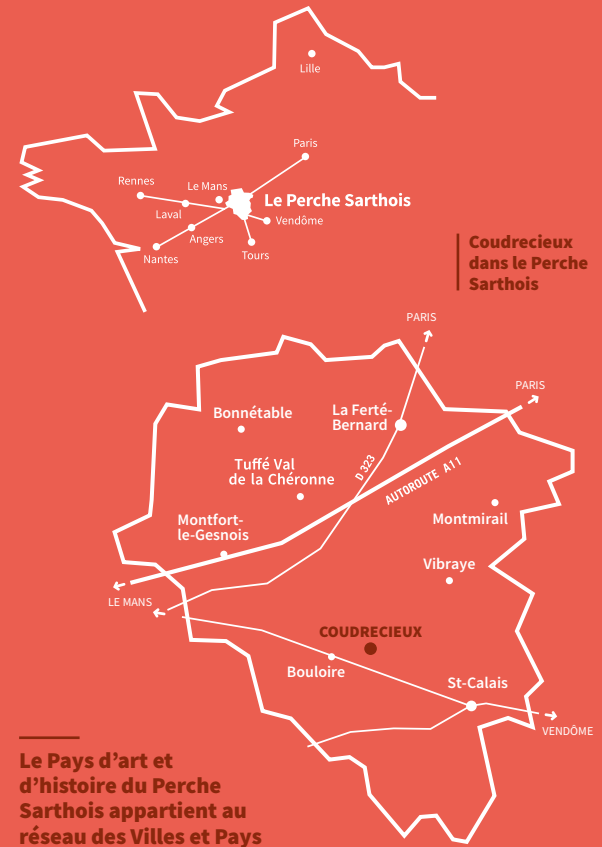 Lille
Paris
Rennes
Le Mans
Le Perche Sarthois
Laval
Vendôme
Angers
Nantes
Tours
Coudrecieux
dans le Perche
Sarthois
PARIS
PARIS
Bonnétable
La Ferté-
Bernard
D 323
AUTOROUTE A11
Tuffé Val
de la Chéronne
Montmirail
Montfort-
le-Gesnois
Vibraye
LE MANS
COUDRECIEUX
Bouloire
St-Calais
VENDÔME
Le Pays d'art et
d'histoire du Perche
Sarthois appartient au
réseau des Villes et Pays